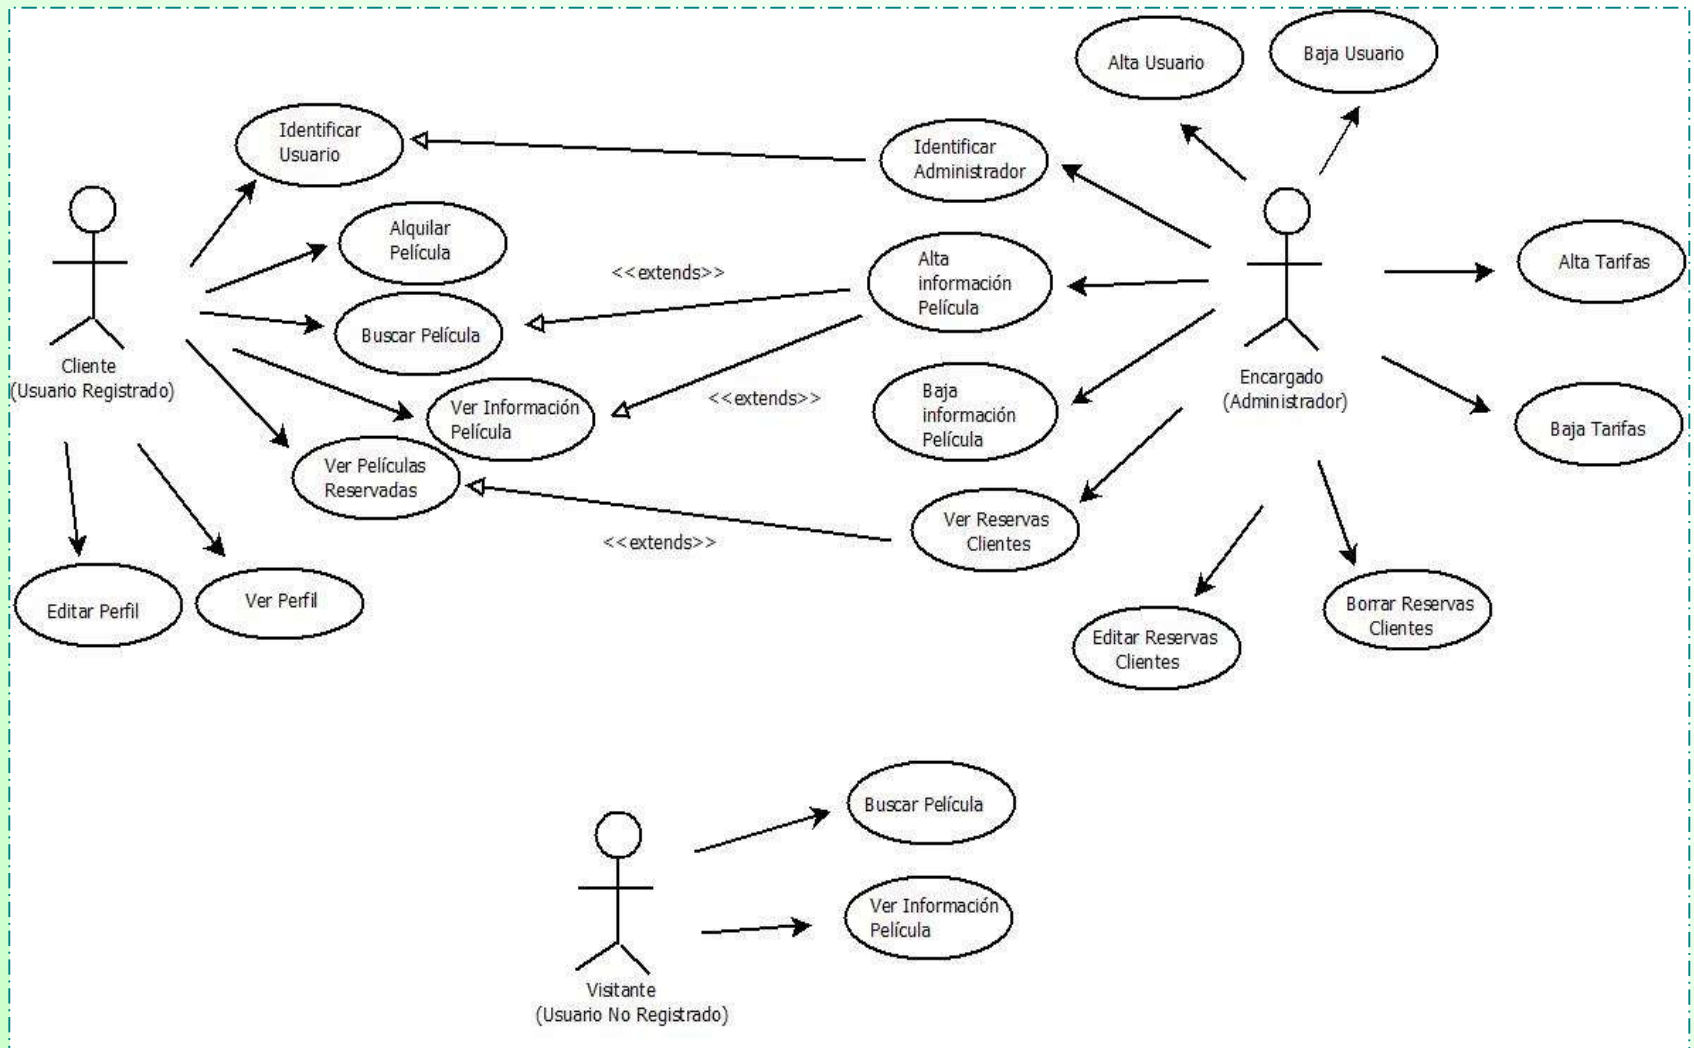 Alta Usuario
Baja Usuario
Identificar
Usuario
Identificar
Administrador
Alquilar
Película
<<extends>>
Alta
información
Película
Alta Tarifas
Buscar Película
Cliente
(Usuario Registrado)
Ver Información
Película
<<extends>>
Baja
información
Película
Encargado
(Administrador)
Baja Tarifas
Ver Películas
Reservadas
<<extends>>
Ver Reservas
Clientes
Editar Perfil
Ver Perfil
Editar Reservas
Clientes
Borrar Reservas
Clientes
Buscar Película
Ver Información
Película
Visitante
(Usuario No Registrado)